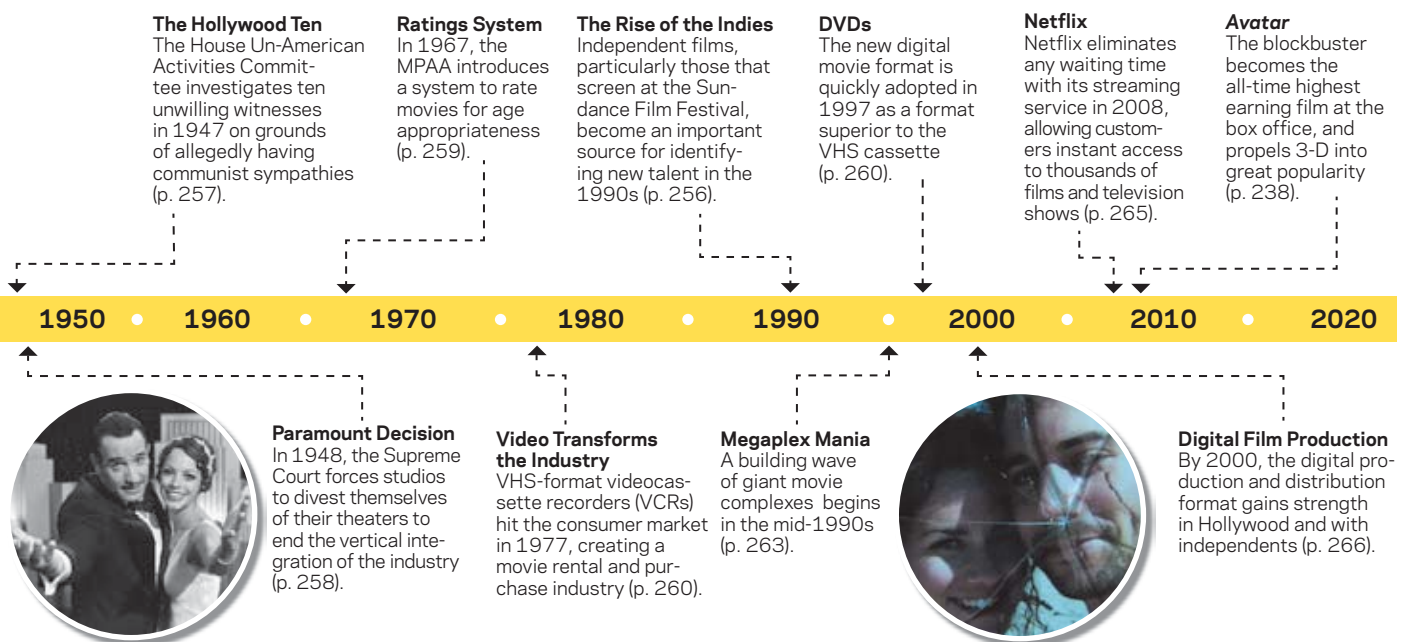 The Hollywood Ten
The House Un-American
Activities Commit-
tee investigates ten
unwilling witnesses
in 1947 on grounds
of allegedly having
communist sympathies
(p. 257).
Ratings System
In 1967, the
MPAA introduces
a system to rate
movies for age
appropriateness
(p. 259).
The Rise of the Indies
Independent films,
particularly those that
screen at the Sun-
dance Film Festival,
become an important
source for identify-
ing new talent in the
1990s (p. 256).
DVDs
The new digital
movie format is
quickly adopted in
1997 as a format
superior to the
VHS cassette
(p. 260).
Netflix
Netflix eliminates
any waiting time
with its streaming
service in 2008,
allowing custom-
ers instant access
to thousands of
films and television
shows (p. 265).
Avatar
The blockbuster
becomes the
all-time highest
earning film at the
box office, and
propels 3-D into
great popularity
(p. 238).
1950 1960 1970 1980 1990 2000 2010 2020
Paramount Decision
In 1948, the Supreme
Court forces studios
to divest themselves
of their theaters to
end the vertical inte-
gration of the industry
(p. 258).
Video Transforms
the Industry
VHS-format videocas-
sette recorders (VCRs)
hit the consumer market
in 1977, creating a
movie rental and pur-
chase industry (p. 260).
Megaplex Mania
A building wave
of giant movie
complexes begins
in the mid-1990s
(p. 263).
Digital Film Production
By 2000, the digital pro-
duction and distribution
format gains strength
in Hollywood and with
independents (p. 266).